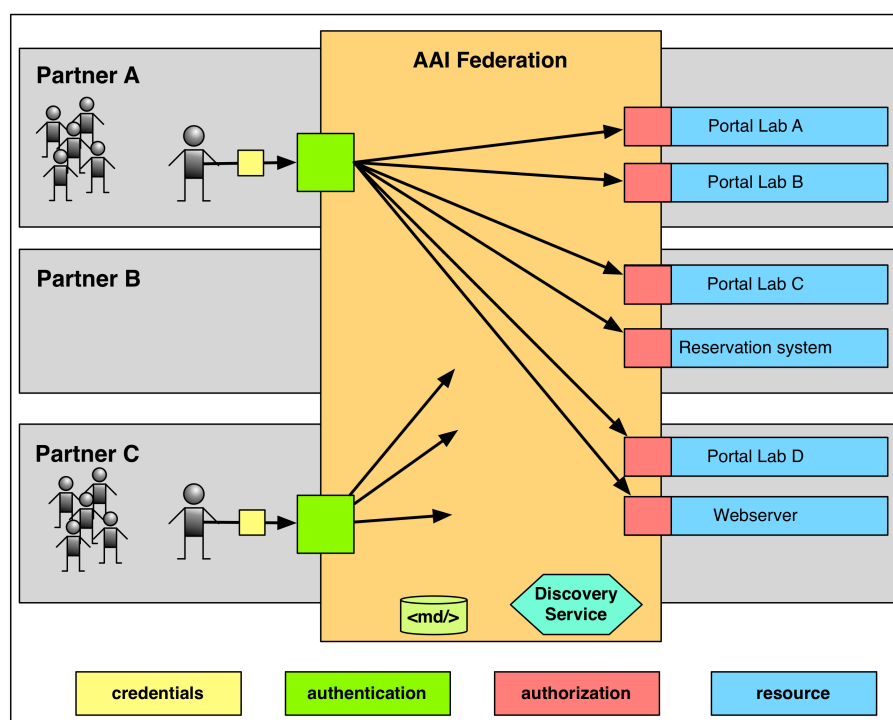 AAI Federation
Partner A
Portal Lab A
Portal Lab B
Partner B
Portal Lab C
Reservation system
Partner C
Portal Lab D
Webserver
<md/>
Discovery
Service
credentials
authentication
authorization
resource